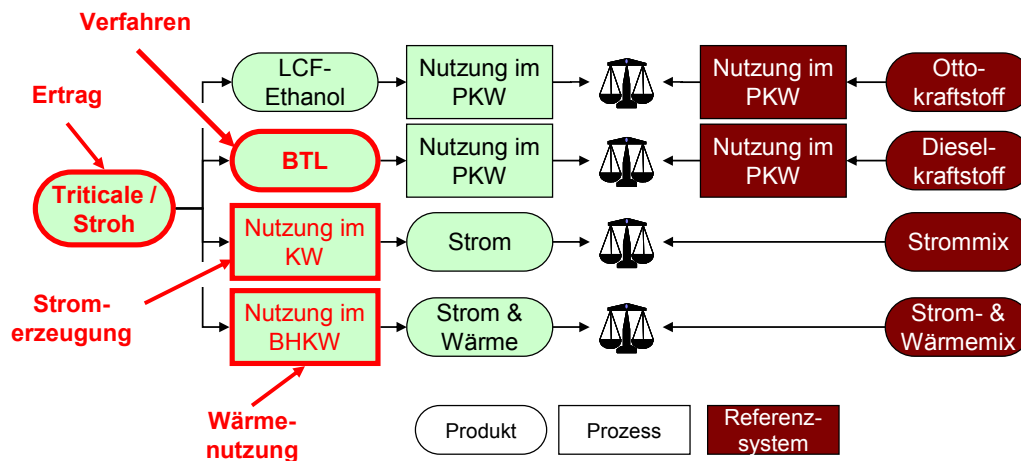 Verfahren
Ertrag
LCF-
Ethanol
Nutzung im
PKW
Nutzung im
PKW
Otto-
kraftstoff
Triticale /
Stroh
BTL
Nutzung im
PKW
Nutzung im
PKW
Diesel-
kraftstoff
Nutzung im
KW
Strom
Strommix
Strom-
erzeugung
Nutzung im
BHKW
Strom &
Wärme
Strom- &
Wärmemix
Wärme-
nutzung
Produkt
Prozess
Referenz-
system